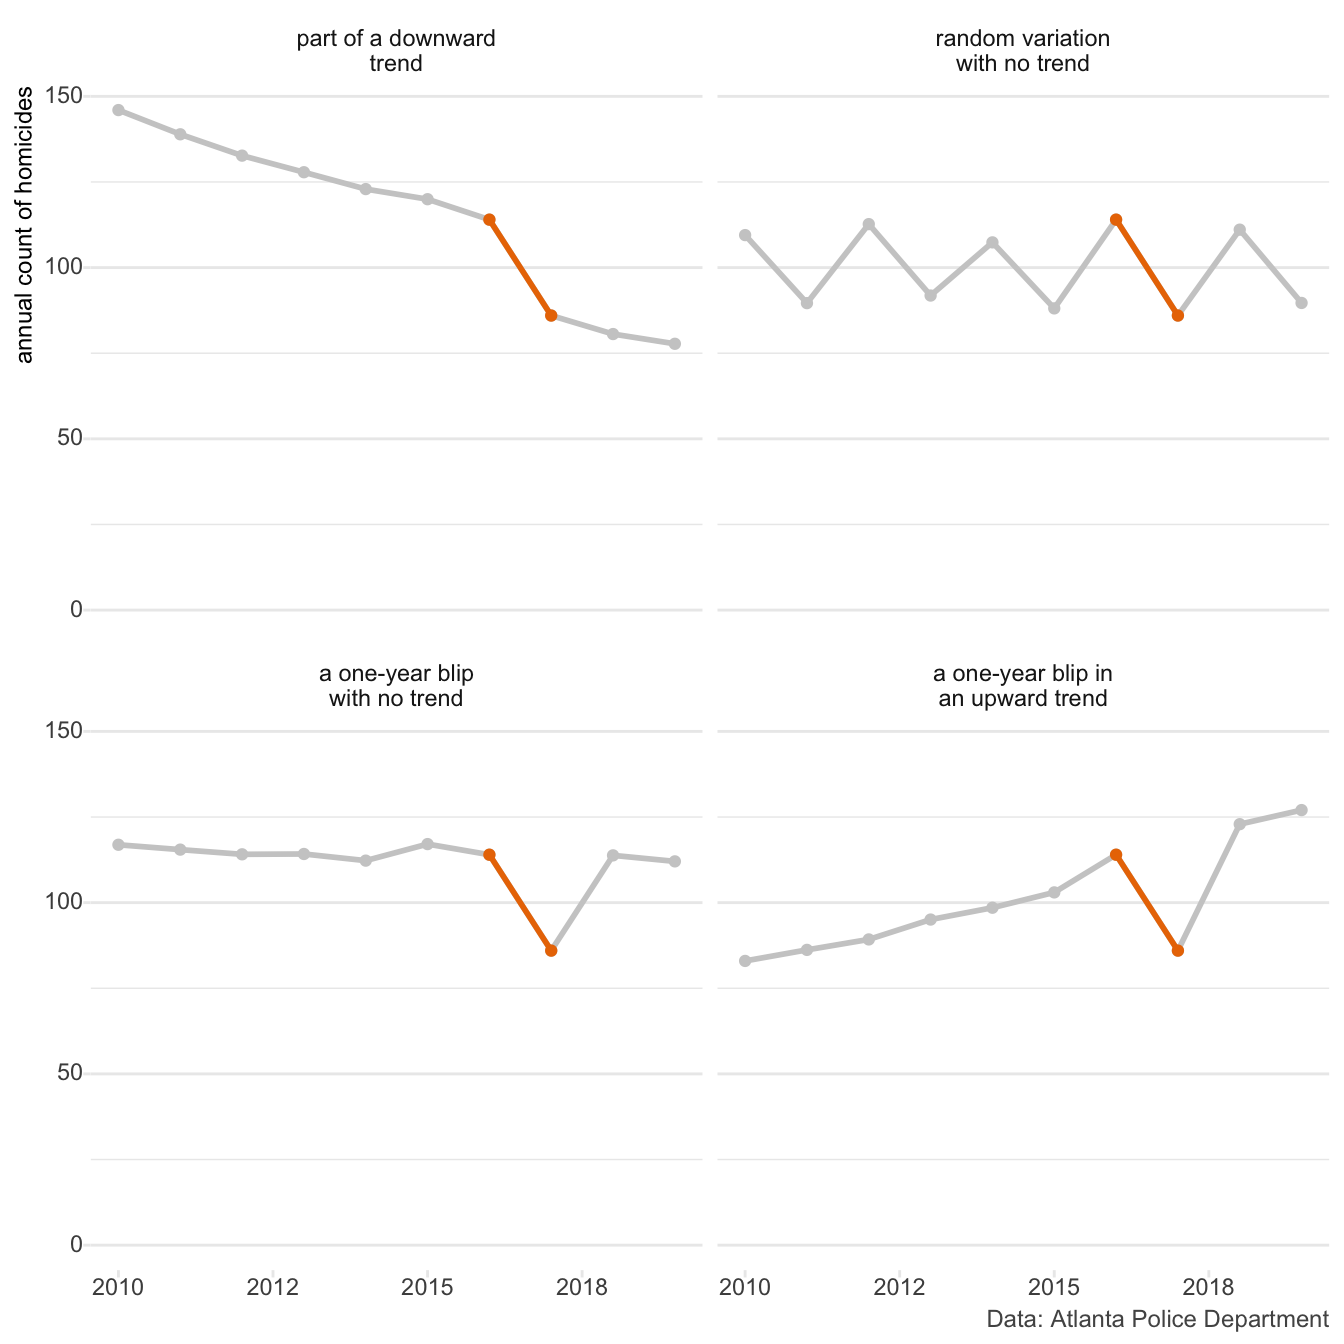 part of a downward
trend
random variation
with no trend
annual count of homicides
150
100
50
0
a one-year blip
with no trend
a one-year blip in
an upward trend
150
100
50
0
2010 2012 2015 2018
2010 2012 2015 2018
Data: Atlanta Police Department